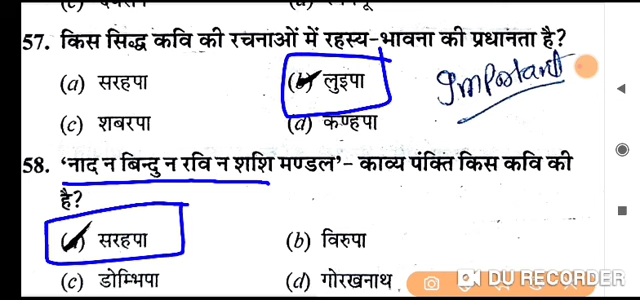 57. किस सिद्ध कवि की रचनाओं में रहस्य-भावना की प्रधानता है?
(a) सरहपा (b) लुइपा
Important
(c) शबरपा (d) कण्हपा
58. ‘नाद न बिन्दु न रवि न शशि मण्डल’- काव्य पंक्ति किस कवि की
है?
सरहपा (b) विरुपा
(c) डोम्भिपा (d) गोरखनाथ
DU RECORDER